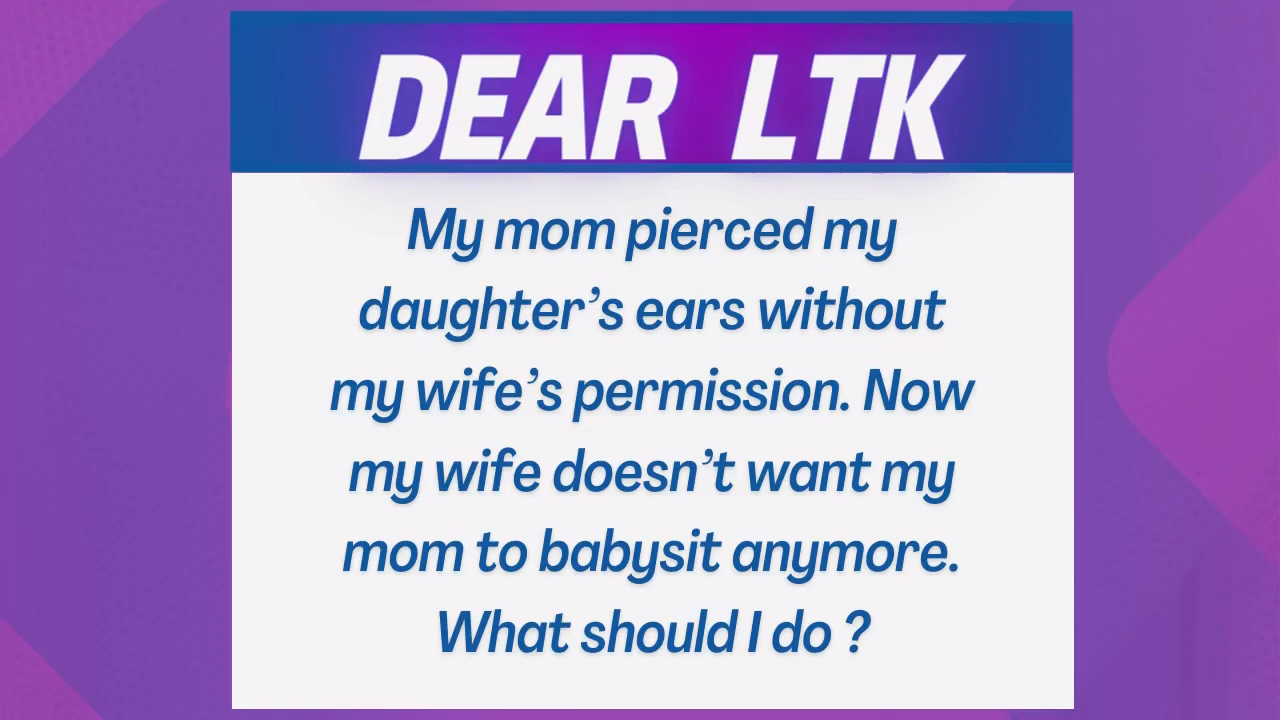 DEAR LTK
My mom pierced my
daughter’s ears without
my wife’s permission. Now
my wife doesn’t want my
mom to babysit anymore.
What should I do ?